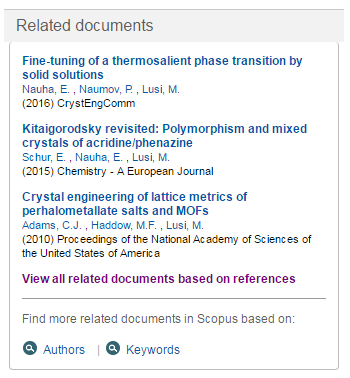 Related documents
Fine-tuning of a thermosalient phase transition by
solid solutions
Nauha, E. , Naumov, P. , Lusi, M.
(2016) CrystEngComm
Kitaigorodsky revisited: Polymorphism and mixed
crystals of acridine/phenazine
Schur, E. , Nauha, E. , Lusi, M.
(2015) Chemistry - A European Journal
Crystal engineering of lattice metrics of
perhalometallate salts and MOFs
Adams, C.J. , Haddow, M.F. , Lusi, M.
(2010) Proceedings of the National Academy of Sciences of
the United States of America
View all related documents based on references
Find more related documents in Scopus based on:
Authors | Keywords